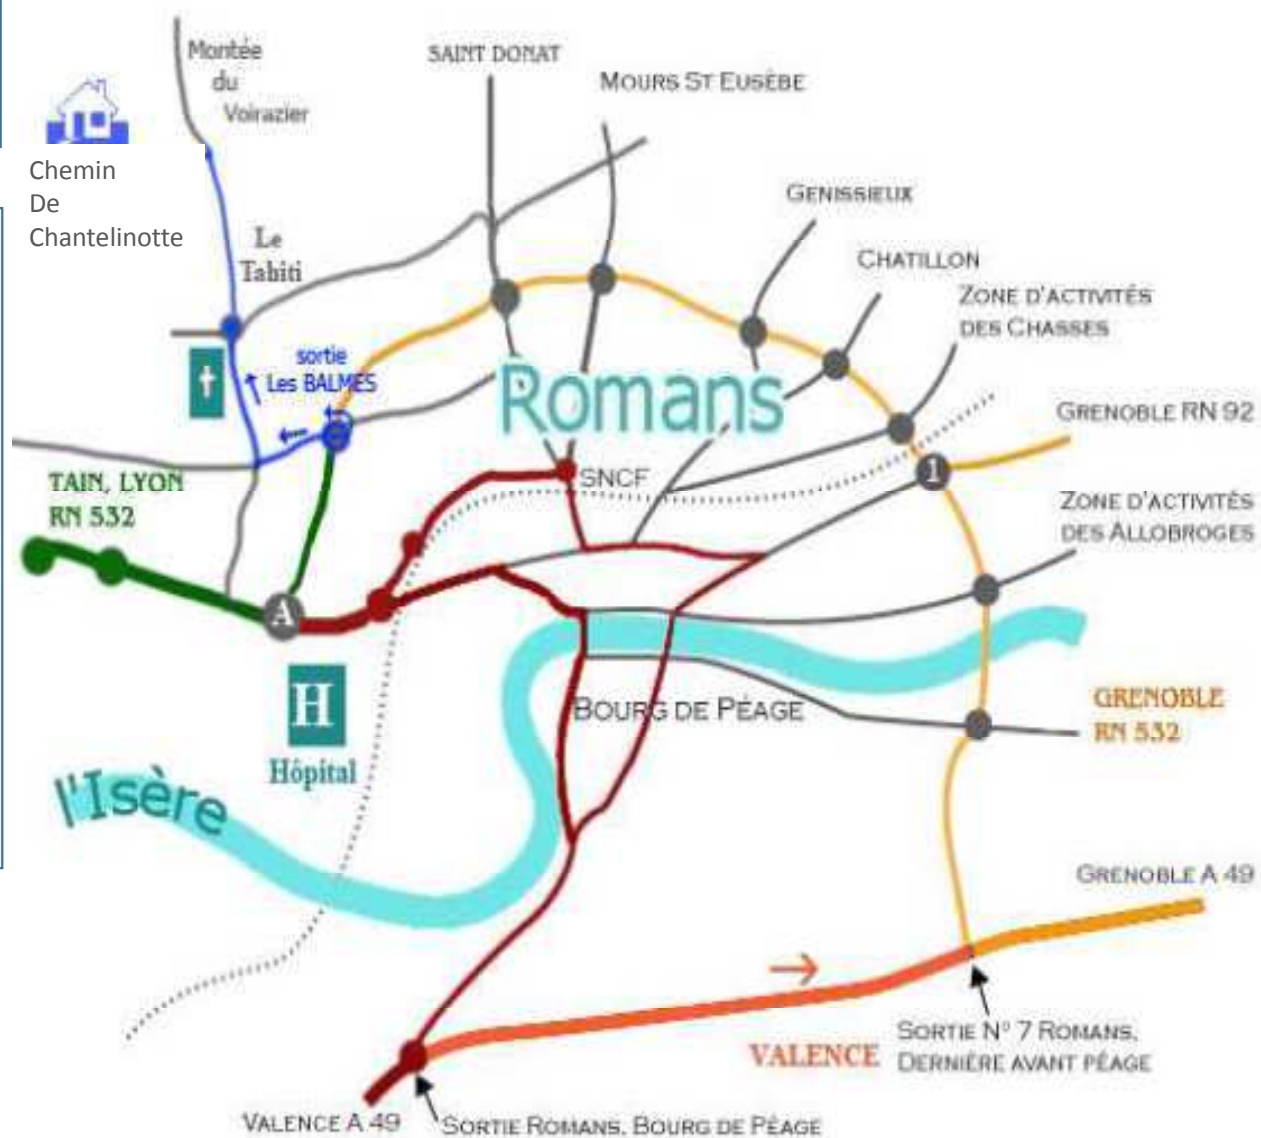 Montée
du
Voirazier
SAINT DONAT
MOURS ST EUSÈBE
Chemin
De
Chantelinotte
GENISSIEUX
Le
Tahiti
CHATILLON
ZONE D'ACTIVITÉS
DES CHASSES
†
sortie
Les BALMES
Romans
GRENOBLE RN 92
SNCF
1
TAIN, LYON
RN 532
ZONE D'ACTIVITÉS
DES ALLOBROGES
A
H
Hôpital
BOURG DE PÉAGE
GRENOBLE
RN 532
l'Isère
GRENOBLE A 49
VALENCE
SORTIE N° 7 ROMANS,
DERNIÈRE AVANT PÉAGE
VALENCE A 49
SORTIE ROMANS, BOURG DE PÉAGE